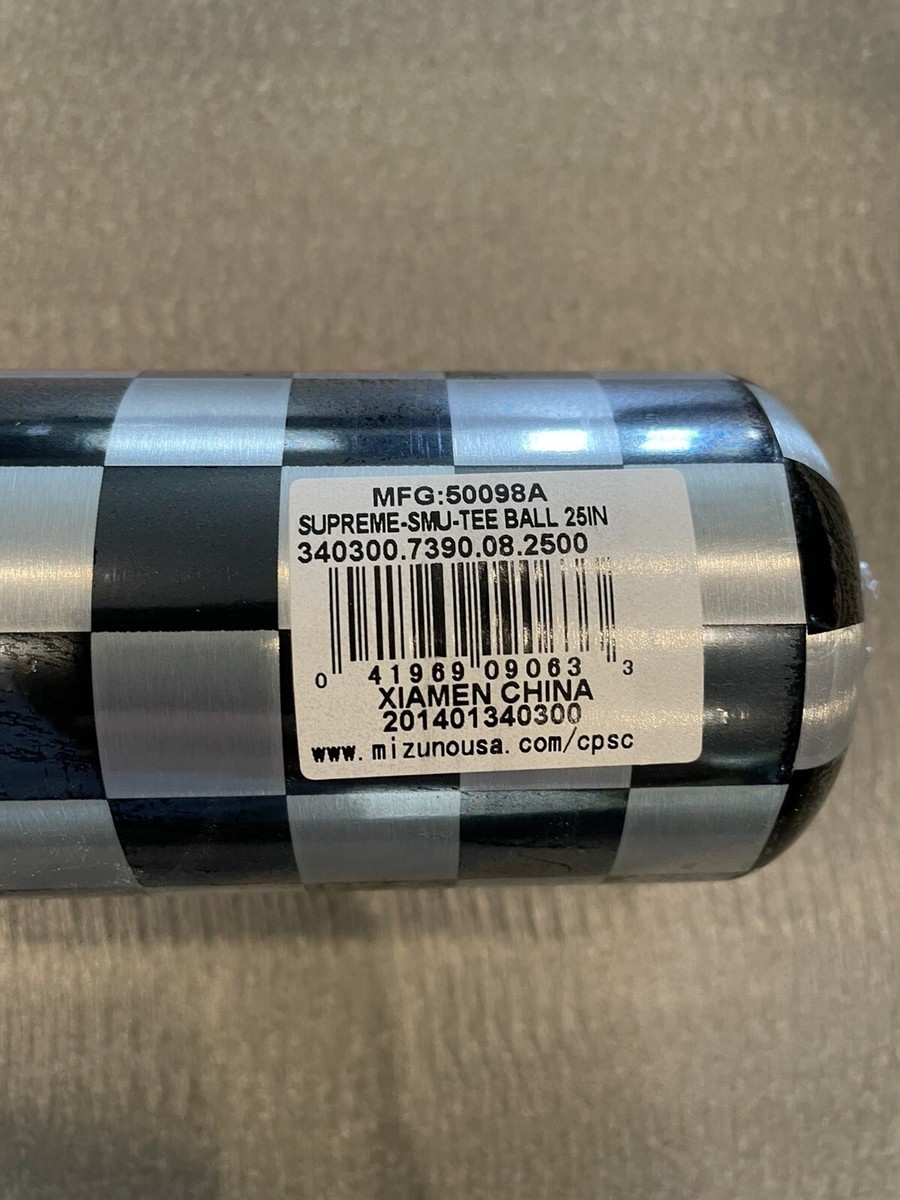 MFG:50098A
SUPREME-SMU-TEE BALL 25IN
340300.7390.08.2500
0 41969 09063 3
XIAMEN CHINA
201401340300
www.mizunousa.com/cpsc